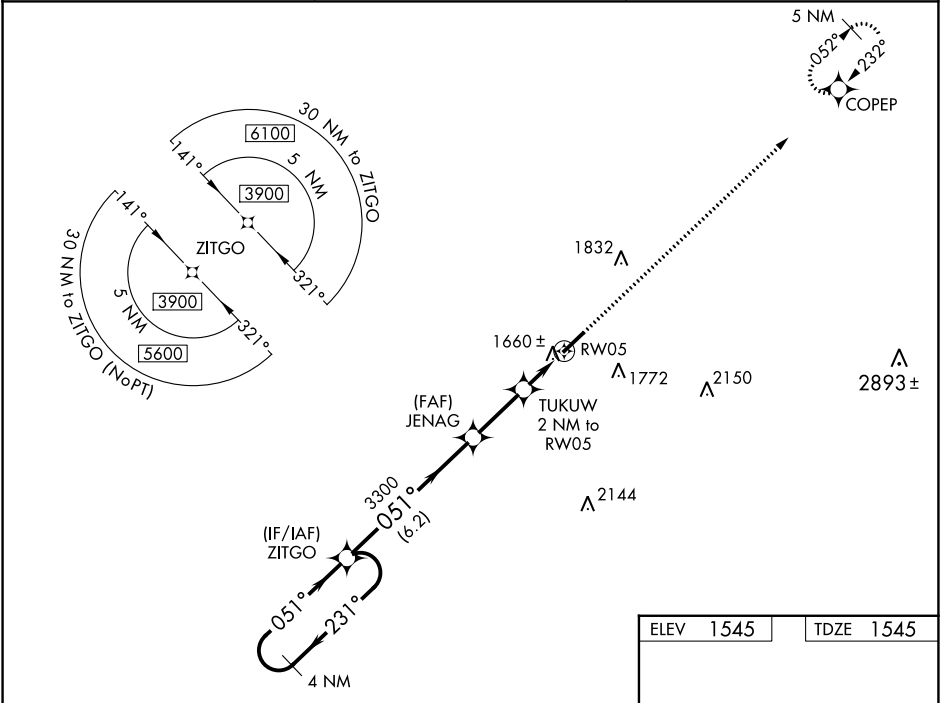 5 NM
052°
232°
COPEP
30 NM to ZITGO
6100
141°
5 NM
3900
321°
ZITGO
141°
5 NM
3900
321°
5600
30 NM to ZITGO (NoPT)
1832
1660 ±
RW05
1772
2150
2893 ±
(FAF)
JENAG
TUKUW
2 NM to
RW05
3300
051°
(6.2)
2144
(IF/IAF)
ZITGO
051°
231°
4 NM
ELEV 1545
TDZE 1545